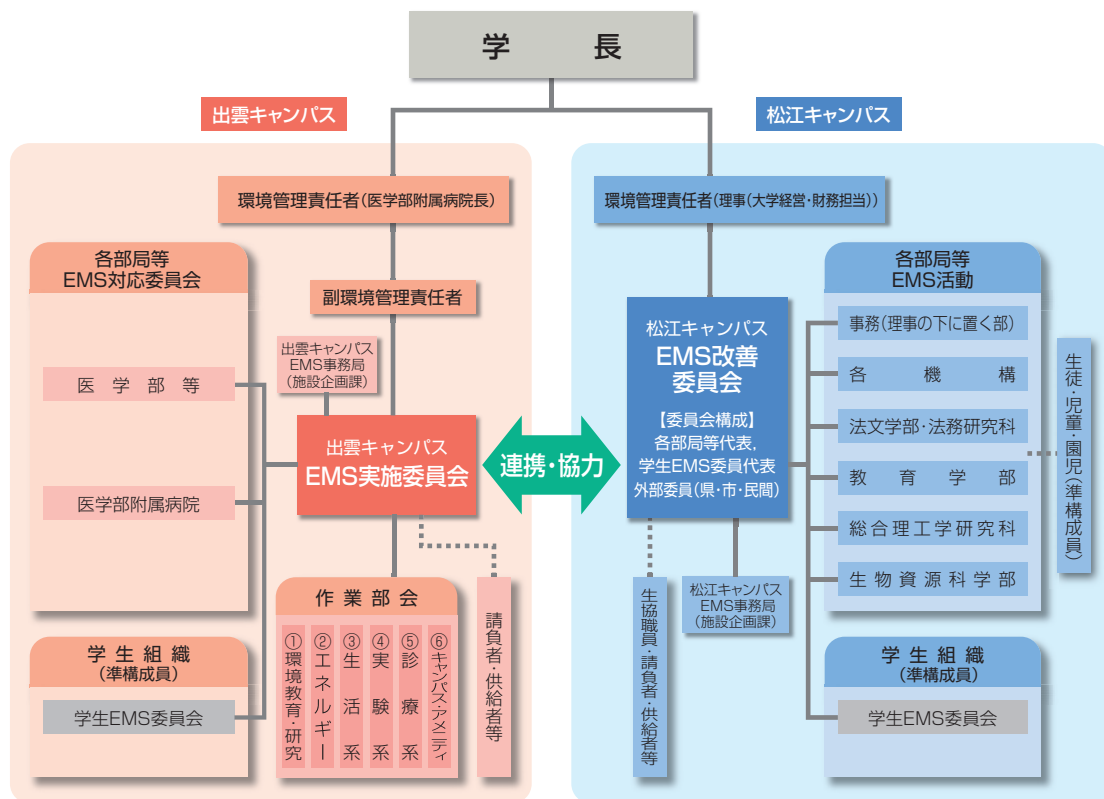 学長
出雲キャンパス
松江キャンパス
環境管理責任者（医学部附属病院長）
副環境管理責任者
各部局等
EMS対応委員会
医学部等
医学部附属病院
出雲キャンパス
EMS事務局
（施設企画課）
出雲キャンパス
EMS実施委員会
学生組織
（準構成員）
学生EMS委員会
作業部会
①環境教育・研究
②エネルギー
③生活系
④実験系
⑤診療系
⑥キャンパス・アメニティ
請負者・供給者等
連携・協力
環境管理責任者（理事（大学経営・財務担当））
松江キャンパス
EMS改善
委員会
【委員会構成】
各部局等代表，
学生EMS委員代表
外部委員（県・市・民間）
生協職員・請負者・供給者等
松江キャンパス
EMS事務局
（施設企画課）
各部局等
EMS活動
事務（理事の下に置く部）
各機構
法文学部・法務研究科
教育学部
総合理工学研究科
生物資源科学部
生徒・児童・園児（準構成員）
学生組織
（準構成員）
学生EMS委員会